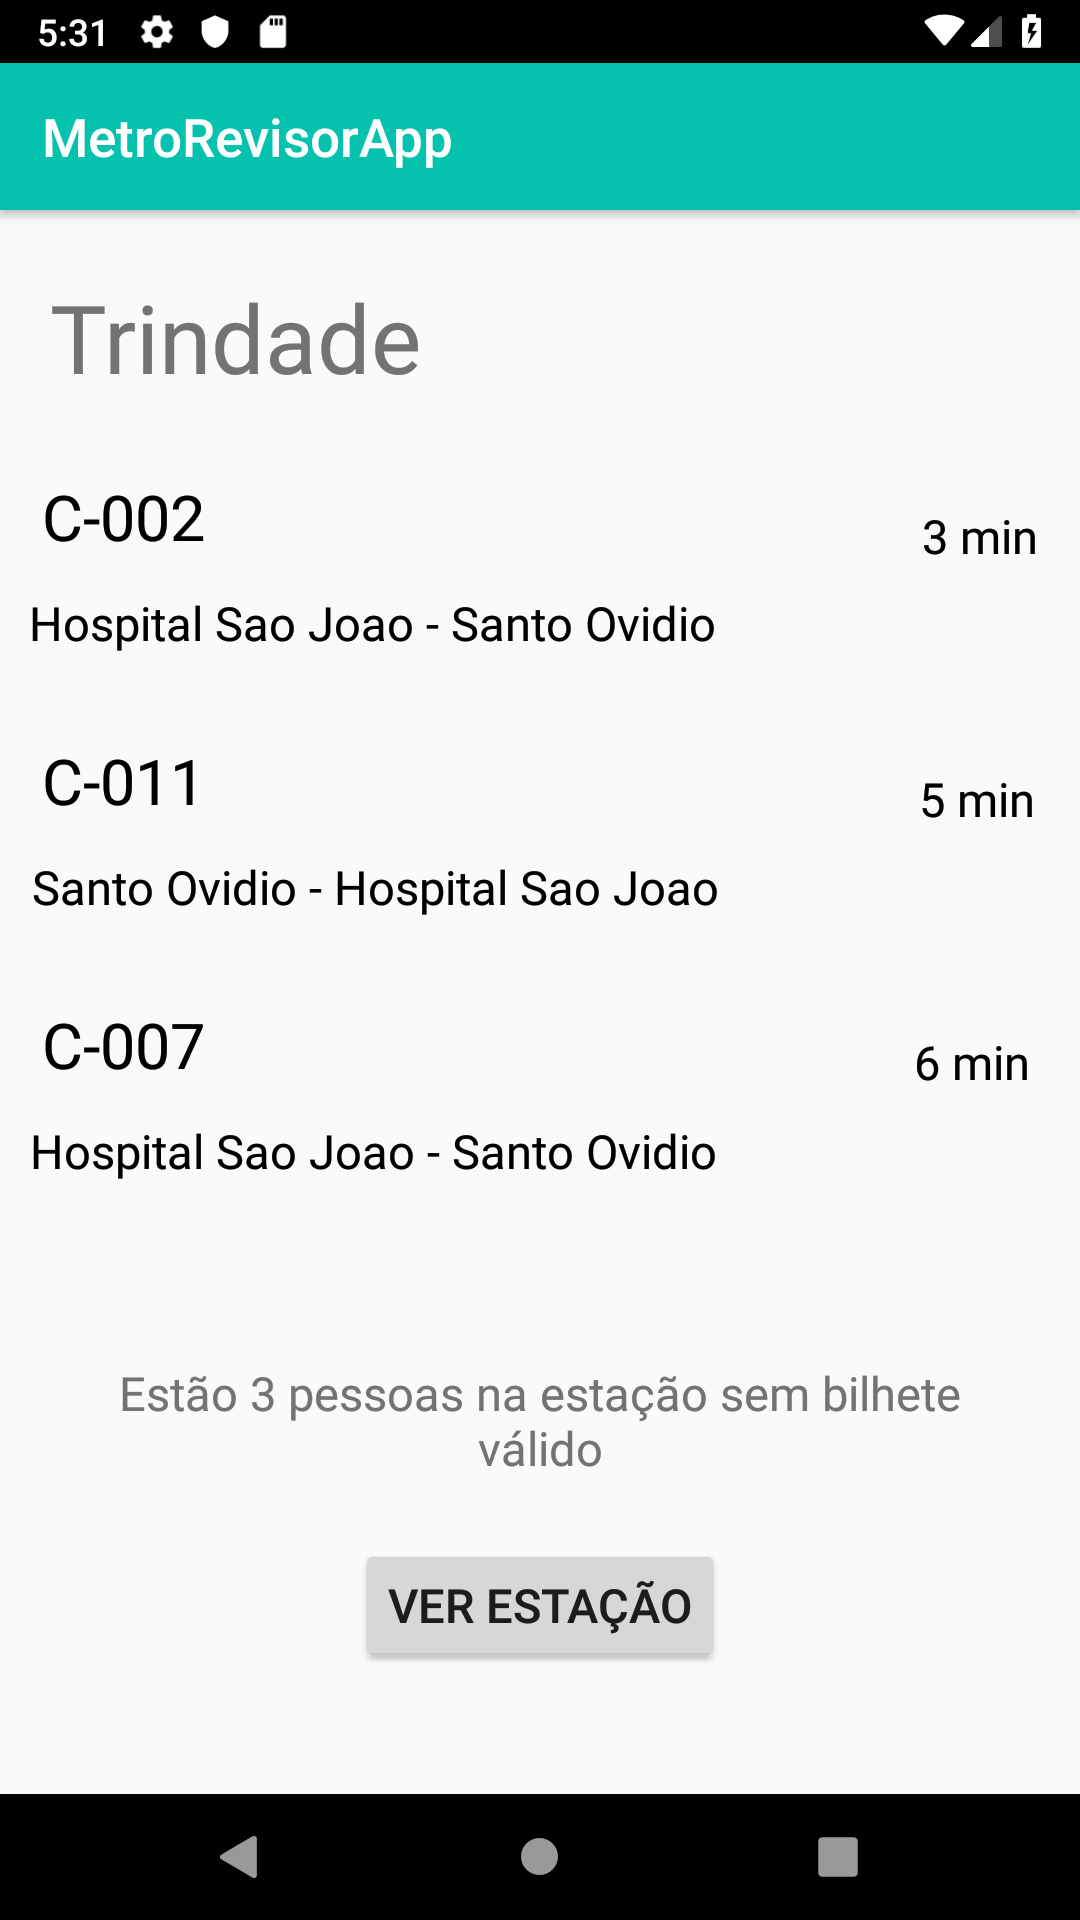 5:31
MetroRevisorApp
Trindade
C-002
3 min
Hospital Sao Joao - Santo Ovidio
C-011
5 min
Santo Ovidio - Hospital Sao Joao
C-007
6 min
Hospital Sao Joao - Santo Ovidio
Estão 3 pessoas na estação sem bilhete
válido
VER ESTAÇÃO